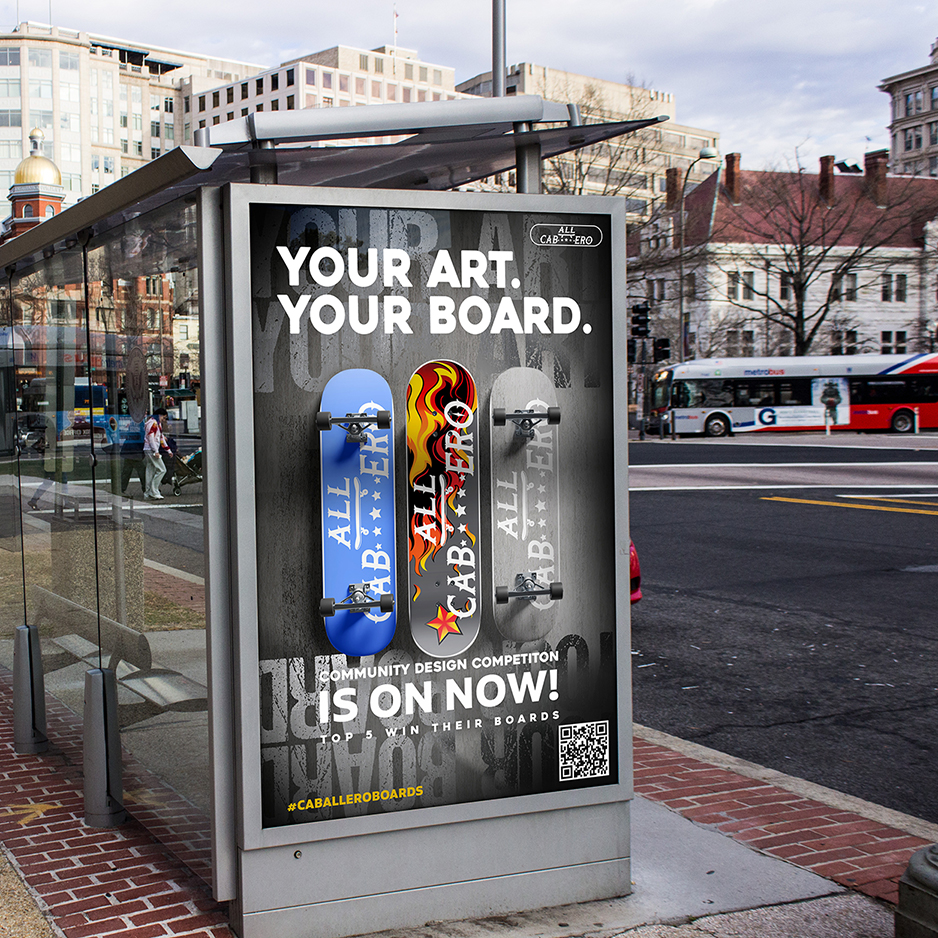 ALL
CAB ERO
YOUR ART.
YOUR BOARD.
ALL
CAB ERO
ALL
CAB ERO
ALL
CAB ERO
COMMUNITY DESIGN COMPETITON
IS ON NOW!
TOP 5 WIN THEIR BOARDS
#CABALLEROBOARDS
metrobus
metrobus
G